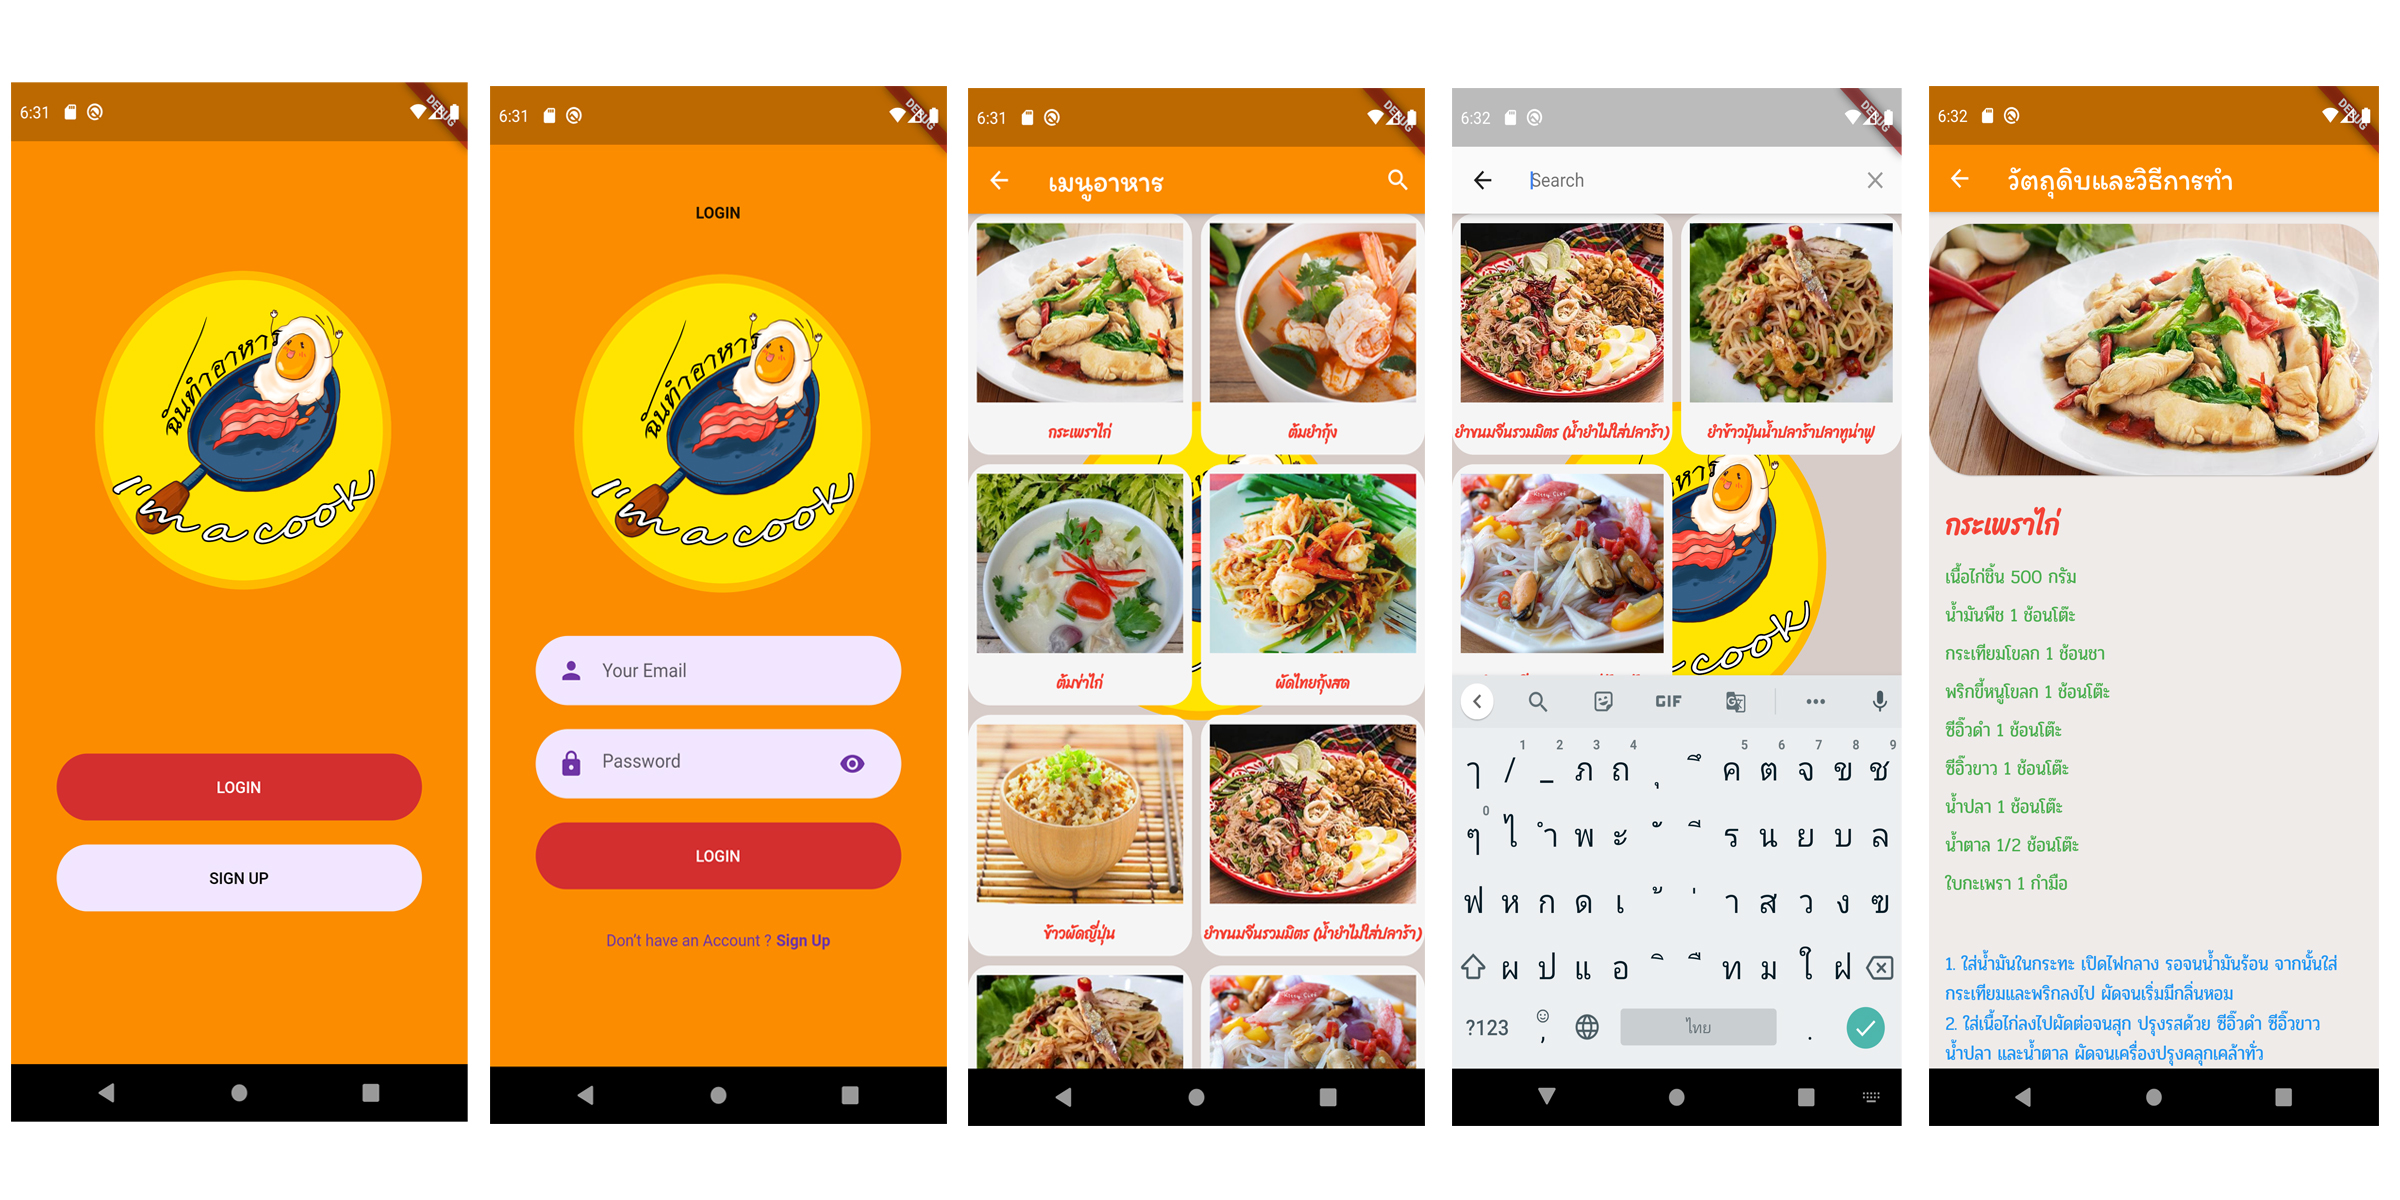 6:31
DEBUG
ฉันทำอาหาร
I'm a cook
LOGIN
SIGN UP
6:31
DEBUG
LOGIN
ฉันทำอาหาร
I'm a cook
Your Email
Password
LOGIN
Don't have an Account ? Sign Up
6:31
DEBUG
เมนูอาหาร
กระเพราไก่
ต้มยำกุ้ง
ต้มข่าไก่
ผัดไทยกุ้งสด
ข้าวผัดญี่ปุ่น
ยำขนมจีนรวมมิตร (น้ำยำไม่ใส่ปลาร้า)
6:32
DEBUG
Search
ยำขนมจีนรวมมิตร (น้ำยำไม่ใส่ปลาร้า)
ยำข้าวปุ้นน้ำปลาร้าปลาทูน่าฟู
cook
GIF
1 2 3 4 5 6 7 8 9
ๅ / _ ภ ถ ุ ึ ค ต จ ข ช
0
ๆ ไ ำ พ ะ ั ี ร น ย บ ล
ฟ ห ก ด เ ้ ่ า ส ว ง ฃ
ผ ป แ อ ิ ื ท ม ใ ฝ
?123 , ไทย .
6:32
DEBUG
วัตถุดิบและวิธีการทำ
กระเพราไก่
เนื้อไก่ชิ้น 500 กรัม
น้ำมันพืช 1 ช้อนโต๊ะ
กระเทียมโขลก 1 ช้อนชา
พริกขี้หนูโขลก 1 ช้อนโต๊ะ
ซีอิ๊วดำ 1 ช้อนโต๊ะ
ซีอิ๊วขาว 1 ช้อนโต๊ะ
น้ำปลา 1 ช้อนโต๊ะ
น้ำตาล 1/2 ช้อนโต๊ะ
ใบกะเพรา 1 กำมือ
1. ใส่น้ำมันในกระทะ เปิดไฟกลาง รอจนน้ำมันร้อน จากนั้นใส่
กระเทียมและพริกลงไป ผัดจนเริ่มมีกลิ่นหอม
2. ใส่เนื้อไก่ลงไปผัดต่อจนสุก ปรุงรสด้วย ซีอิ๊วดำ ซีอิ๊วขาว
น้ำปลา และน้ำตาล ผัดจนเครื่องปรุงคลุกเคล้าทั่ว